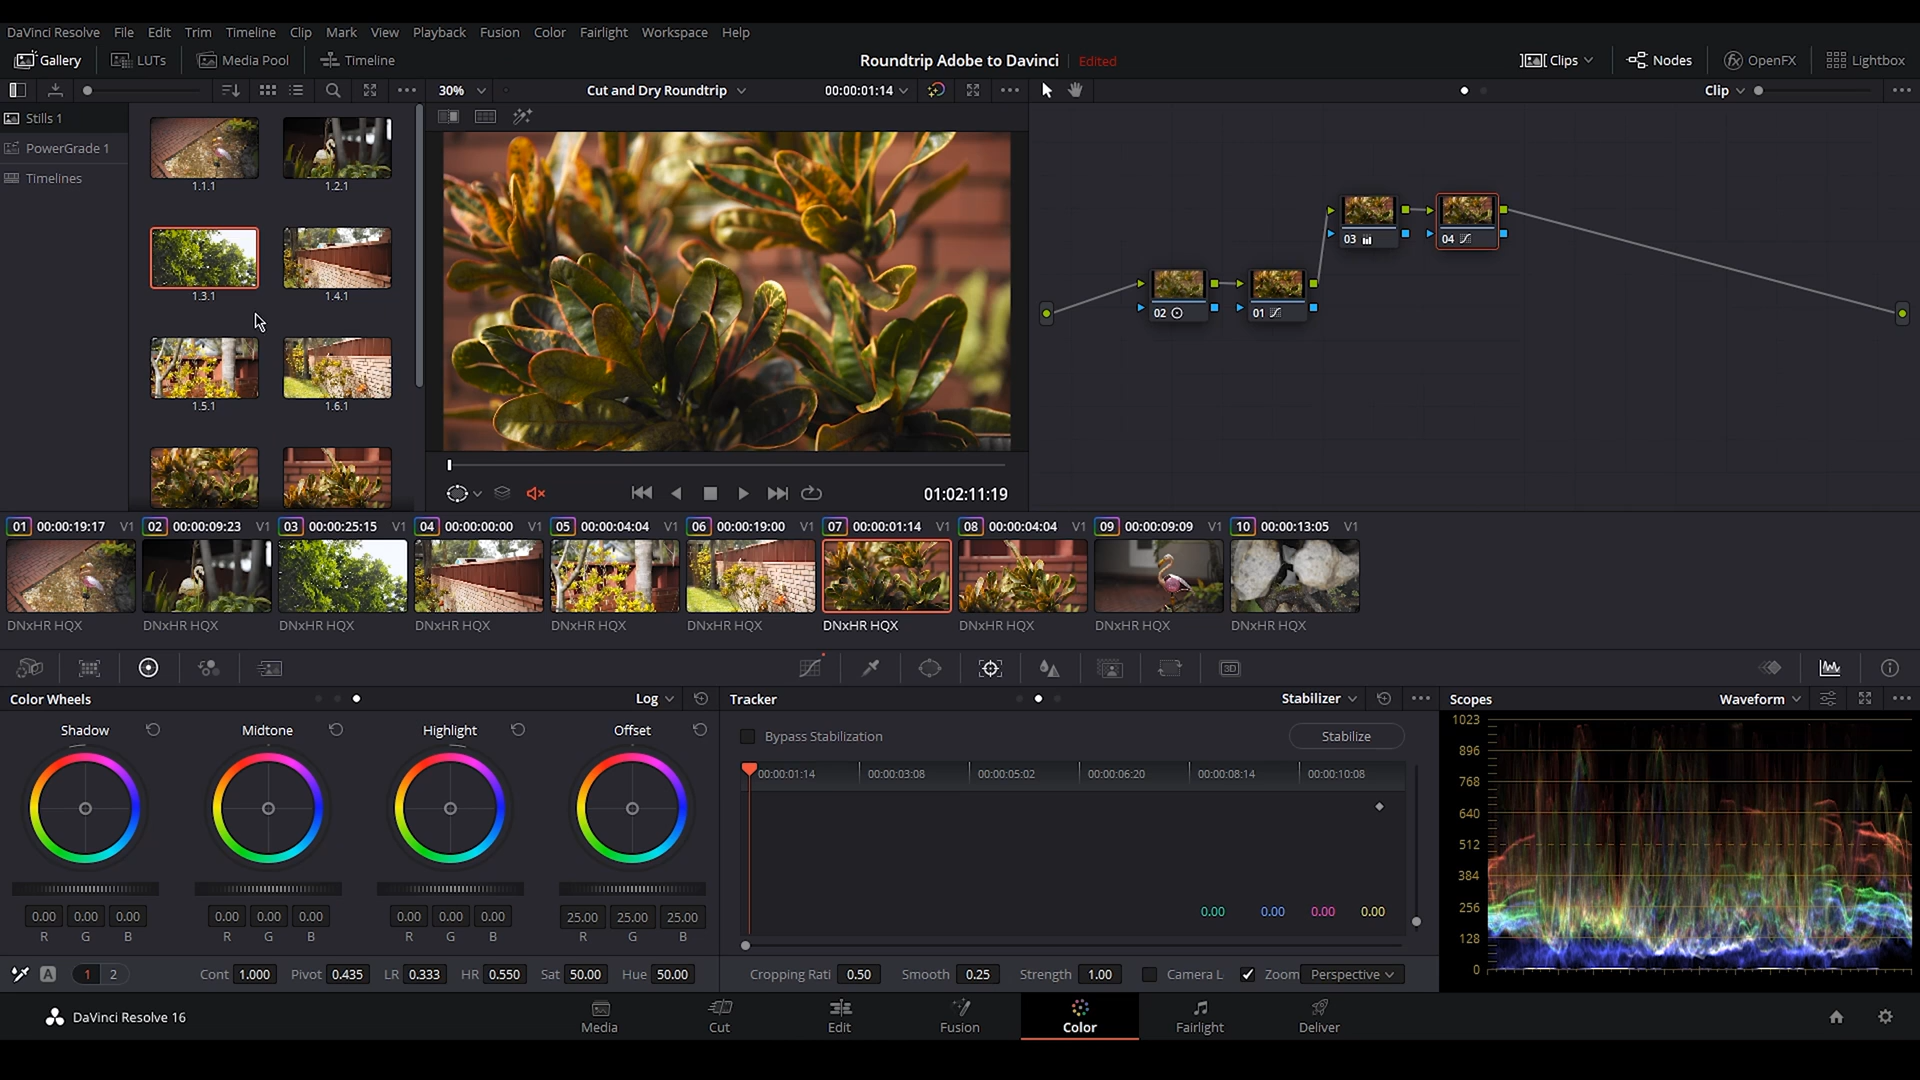 DaVinci Resolve File Edit Trim Timeline Clip Mark View Playback Fusion Color Fairlight Workspace Help
Gallery LUTs Media Pool Timeline Roundtrip Adobe to Davinci Edited Clips Nodes fx OpenFX Lightbox
30% Cut and Dry Roundtrip 00:00:01:14 Clip
Stills 1
PowerGrade 1
Timelines
1.1.1 1.2.1
1.3.1 1.4.1
1.5.1 1.6.1
03 04
02 01
01:02:11:19
01 00:00:19:17 V1 02 00:00:09:23 V1 03 00:00:25:15 V1 04 00:00:00:00 V1 05 00:00:04:04 V1 06 00:00:19:00 V1 07 00:00:01:14 V1 08 00:00:04:04 V1 09 00:00:09:09 V1 10 00:00:13:05 V1
DNxHR HQX DNxHR HQX DNxHR HQX DNxHR HQX DNxHR HQX DNxHR HQX DNxHR HQX DNxHR HQX DNxHR HQX DNxHR HQX
3D
Color Wheels Log
Shadow Midtone Highlight Offset
0.00 0.00 0.00 0.00 0.00 0.00 0.00 0.00 0.00 25.00 25.00 25.00
R G B R G B R G B R G B
A 1 2 Cont 1.000 Pivot 0.435 LR 0.333 HR 0.550 Sat 50.00 Hue 50.00
Tracker Stabilizer
Bypass Stabilization Stabilize
00:00:01:14 00:00:03:08 00:00:05:02 00:00:06:20 00:00:08:14 00:00:10:08
0.00 0.00 0.00 0.00
Cropping Rati 0.50 Smooth 0.25 Strength 1.00 Camera L Zoom Perspective
Scopes Waveform
1023
896
768
640
512
384
256
128
0
DaVinci Resolve 16 Media Cut Edit Fusion Color Fairlight Deliver